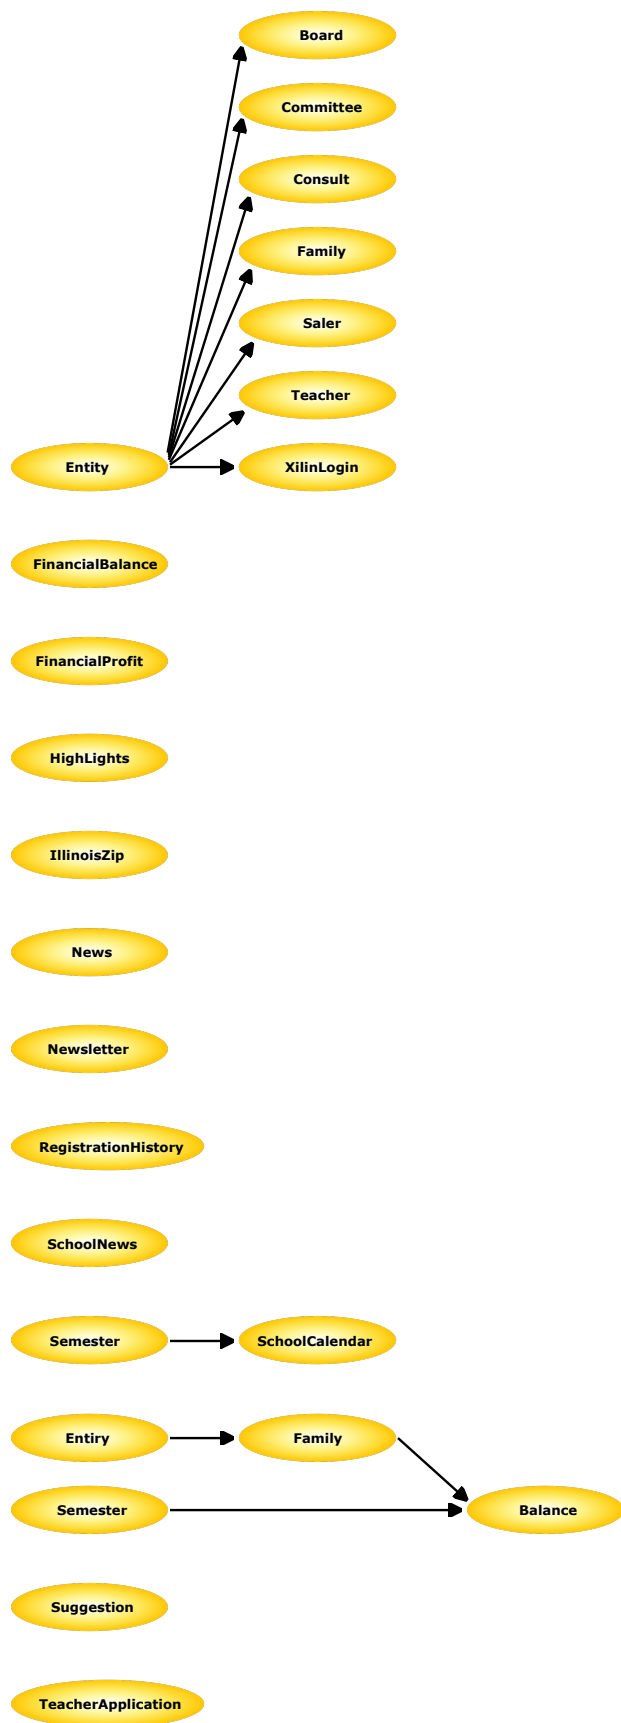 Board
Committee
Consult
Family
Saler
Teacher
Entity
XilinLogin
FinancialBalance
FinancialProfit
HighLights
IllinoisZip
News
Newsletter
RegistrationHistory
SchoolNews
Semester
SchoolCalendar
Entiry
Family
Semester
Balance
Suggestion
TeacherApplication